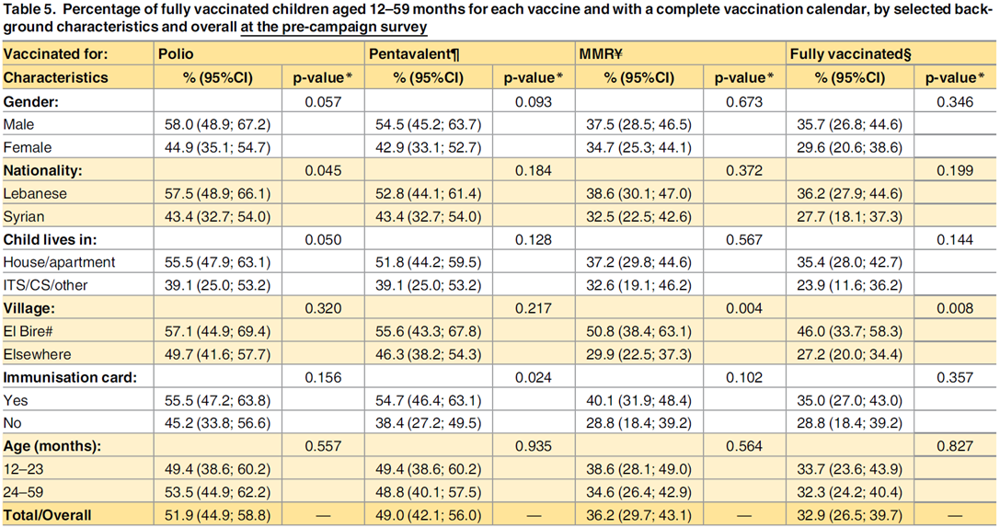 Table 5. Percentage of fully vaccinated children aged 12–59 months for each vaccine and with a complete vaccination calendar, by selected back-
ground characteristics and overall at the pre-campaign survey
Vaccinated for: Polio Pentavalent¶ MMR¥ Fully vaccinated§
Characteristics % (95%CI) p-value* % (95%CI) p-value* % (95%CI) p-value* % (95%CI) p-value*
Gender: 0.057 0.093 0.673 0.346
Male 58.0 (48.9; 67.2) 54.5 (45.2; 63.7) 37.5 (28.5; 46.5) 35.7 (26.8; 44.6)
Female 44.9 (35.1; 54.7) 42.9 (33.1; 52.7) 34.7 (25.3; 44.1) 29.6 (20.6; 38.6)
Nationality: 0.045 0.184 0.372 0.199
Lebanese 57.5 (48.9; 66.1) 52.8 (44.1; 61.4) 38.6 (30.1; 47.0) 36.2 (27.9; 44.6)
Syrian 43.4 (32.7; 54.0) 43.4 (32.7; 54.0) 32.5 (22.5; 42.6) 27.7 (18.1; 37.3)
Child lives in: 0.050 0.128 0.567 0.144
House/apartment 55.5 (47.9; 63.1) 51.8 (44.2; 59.5) 37.2 (29.8; 44.6) 35.4 (28.0; 42.7)
ITS/CS/other 39.1 (25.0; 53.2) 39.1 (25.0; 53.2) 32.6 (19.1; 46.2) 23.9 (11.6; 36.2)
Village: 0.320 0.217 0.004 0.008
El Bire# 57.1 (44.9; 69.4) 55.6 (43.3; 67.8) 50.8 (38.4; 63.1) 46.0 (33.7; 58.3)
Elsewhere 49.7 (41.6; 57.7) 46.3 (38.2; 54.3) 29.9 (22.5; 37.3) 27.2 (20.0; 34.4)
Immunisation card: 0.156 0.024 0.102 0.357
Yes 55.5 (47.2; 63.8) 54.7 (46.4; 63.1) 40.1 (31.9; 48.4) 35.0 (27.0; 43.0)
No 45.2 (33.8; 56.6) 38.4 (27.2; 49.5) 28.8 (18.4; 39.2) 28.8 (18.4; 39.2)
Age (months): 0.557 0.935 0.564 0.827
12–23 49.4 (38.6; 60.2) 49.4 (38.6; 60.2) 38.6 (28.1; 49.0) 33.7 (23.6; 43.9)
24–59 53.5 (44.9; 62.2) 48.8 (40.1; 57.5) 34.6 (26.4; 42.9) 32.3 (24.2; 40.4)
Total/Overall 51.9 (44.9; 58.8) — 49.0 (42.1; 56.0) — 36.2 (29.7; 43.1) — 32.9 (26.5; 39.7) —